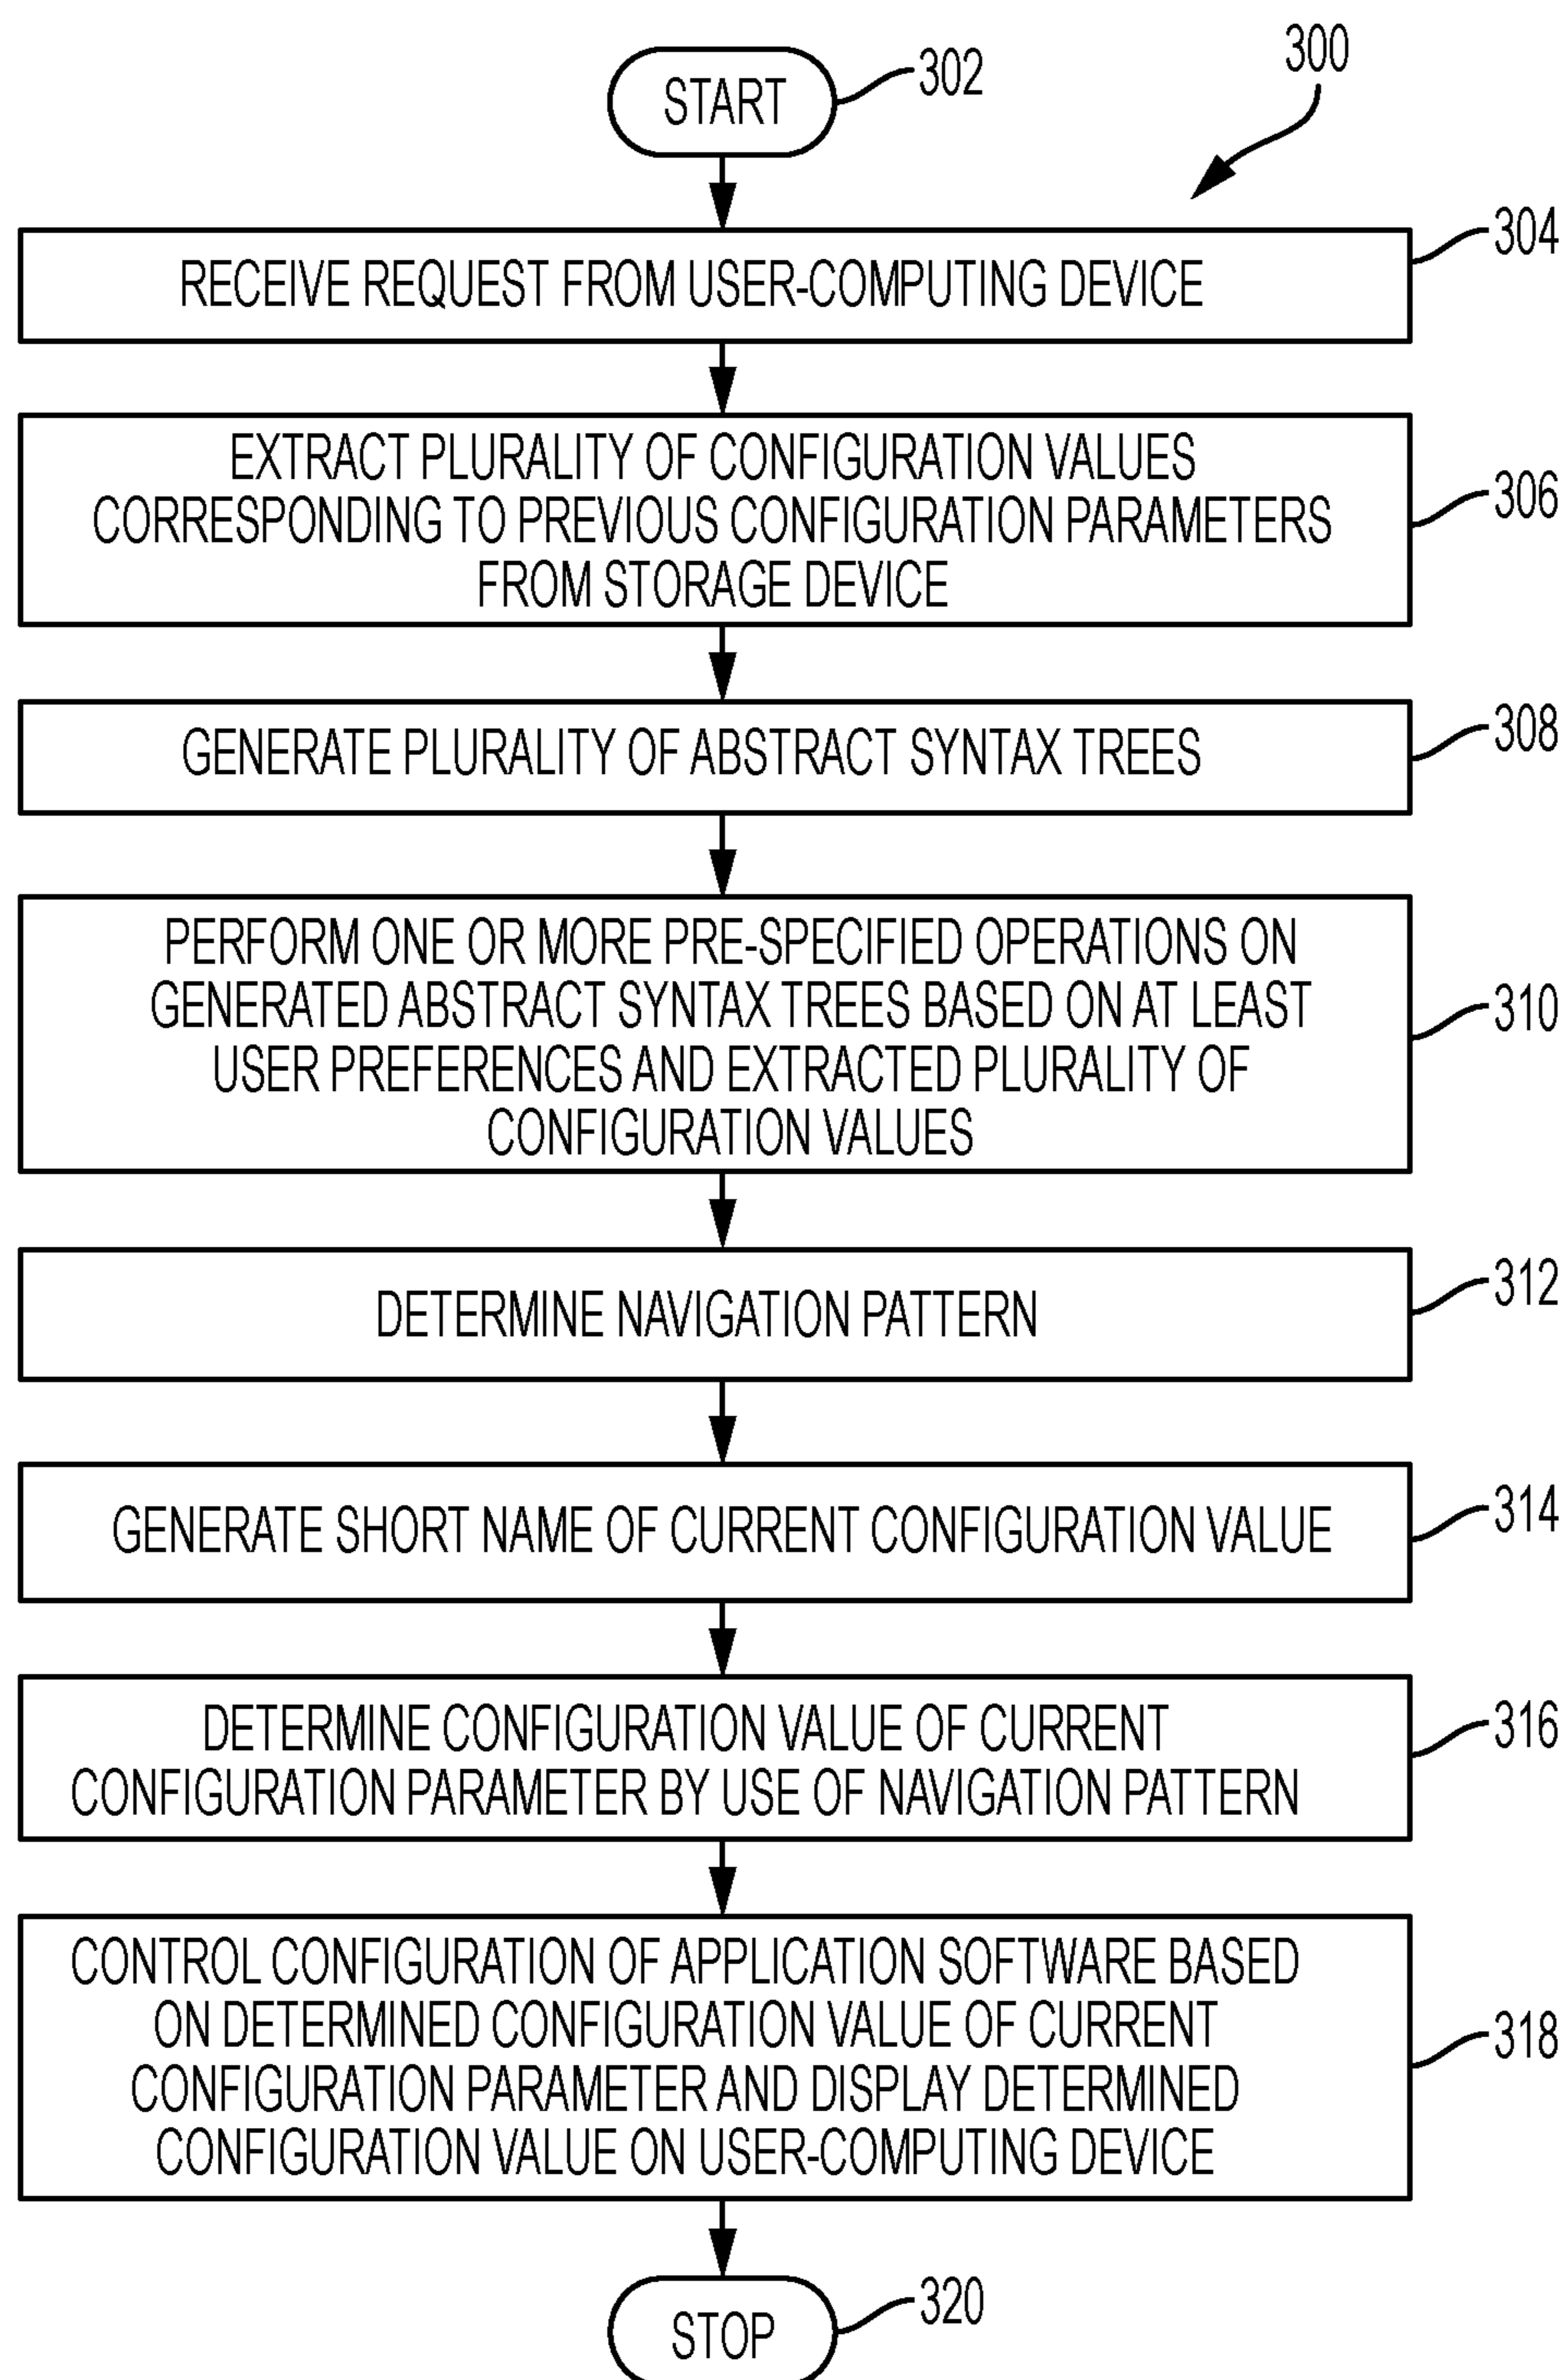 300
START
302
RECEIVE REQUEST FROM USER-COMPUTING DEVICE
304
EXTRACT PLURALITY OF CONFIGURATION VALUES
CORRESPONDING TO PREVIOUS CONFIGURATION PARAMETERS
FROM STORAGE DEVICE
306
GENERATE PLURALITY OF ABSTRACT SYNTAX TREES
308
PERFORM ONE OR MORE PRE-SPECIFIED OPERATIONS ON
GENERATED ABSTRACT SYNTAX TREES BASED ON AT LEAST
USER PREFERENCES AND EXTRACTED PLURALITY OF
CONFIGURATION VALUES
310
DETERMINE NAVIGATION PATTERN
312
GENERATE SHORT NAME OF CURRENT CONFIGURATION VALUE
314
DETERMINE CONFIGURATION VALUE OF CURRENT
CONFIGURATION PARAMETER BY USE OF NAVIGATION PATTERN
316
CONTROL CONFIGURATION OF APPLICATION SOFTWARE BASED
ON DETERMINED CONFIGURATION VALUE OF CURRENT
CONFIGURATION PARAMETER AND DISPLAY DETERMINED
CONFIGURATION VALUE ON USER-COMPUTING DEVICE
318
STOP
320